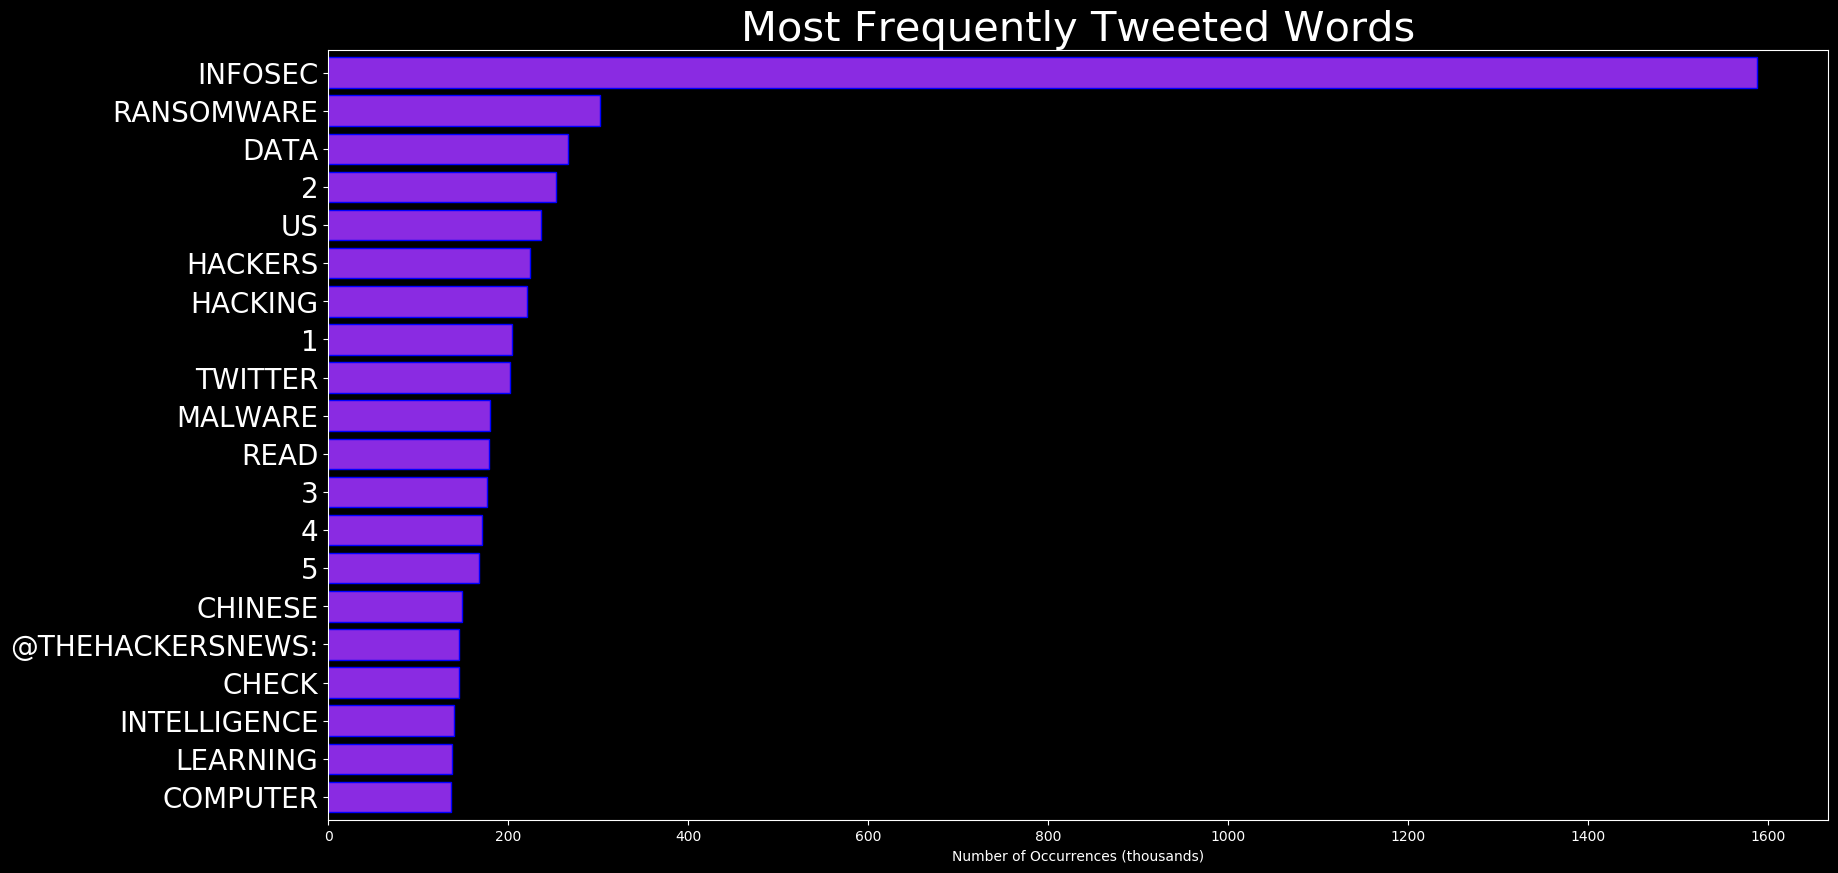 Most Frequently Tweeted Words
INFOSEC
RANSOMWARE
DATA
2
US
HACKERS
HACKING
1
TWITTER
MALWARE
READ
3
4
5
CHINESE
@THEHACKERSNEWS:
CHECK
INTELLIGENCE
LEARNING
COMPUTER
0 200 400 600 800 1000 1200 1400 1600
Number of Occurrences (thousands)